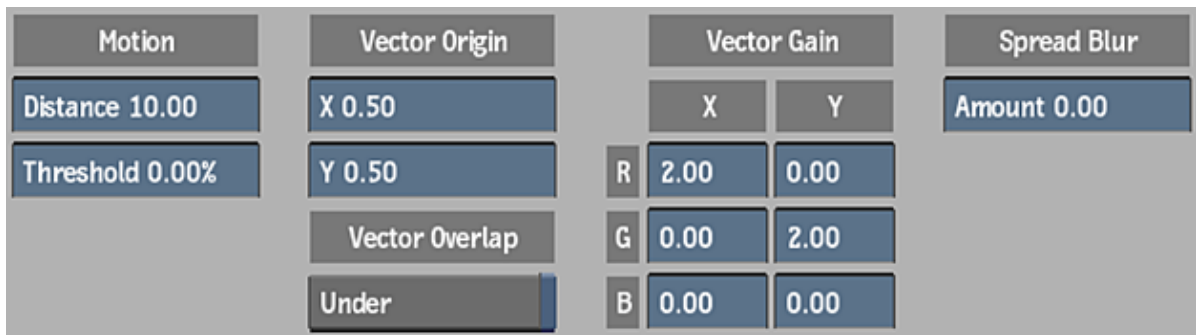 Motion Vector Origin Vector Gain Spread Blur
Distance 10.00 X 0.50 X Y Amount 0.00
Threshold 0.00% Y 0.50 R 2.00 0.00
Vector Overlap G 0.00 2.00
Under B 0.00 0.00